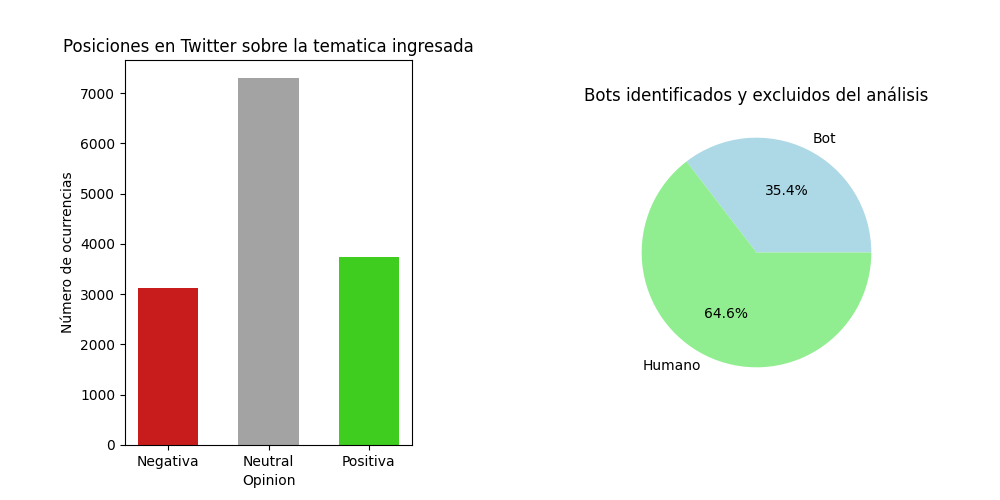 Posiciones en Twitter sobre la tematica ingresada
Número de ocurrencias
7000
6000
5000
4000
3000
2000
1000
0
Negativa
Neutral
Positiva
Opinion
Bots identificados y excluidos del análisis
Bot
35.4%
64.6%
Humano